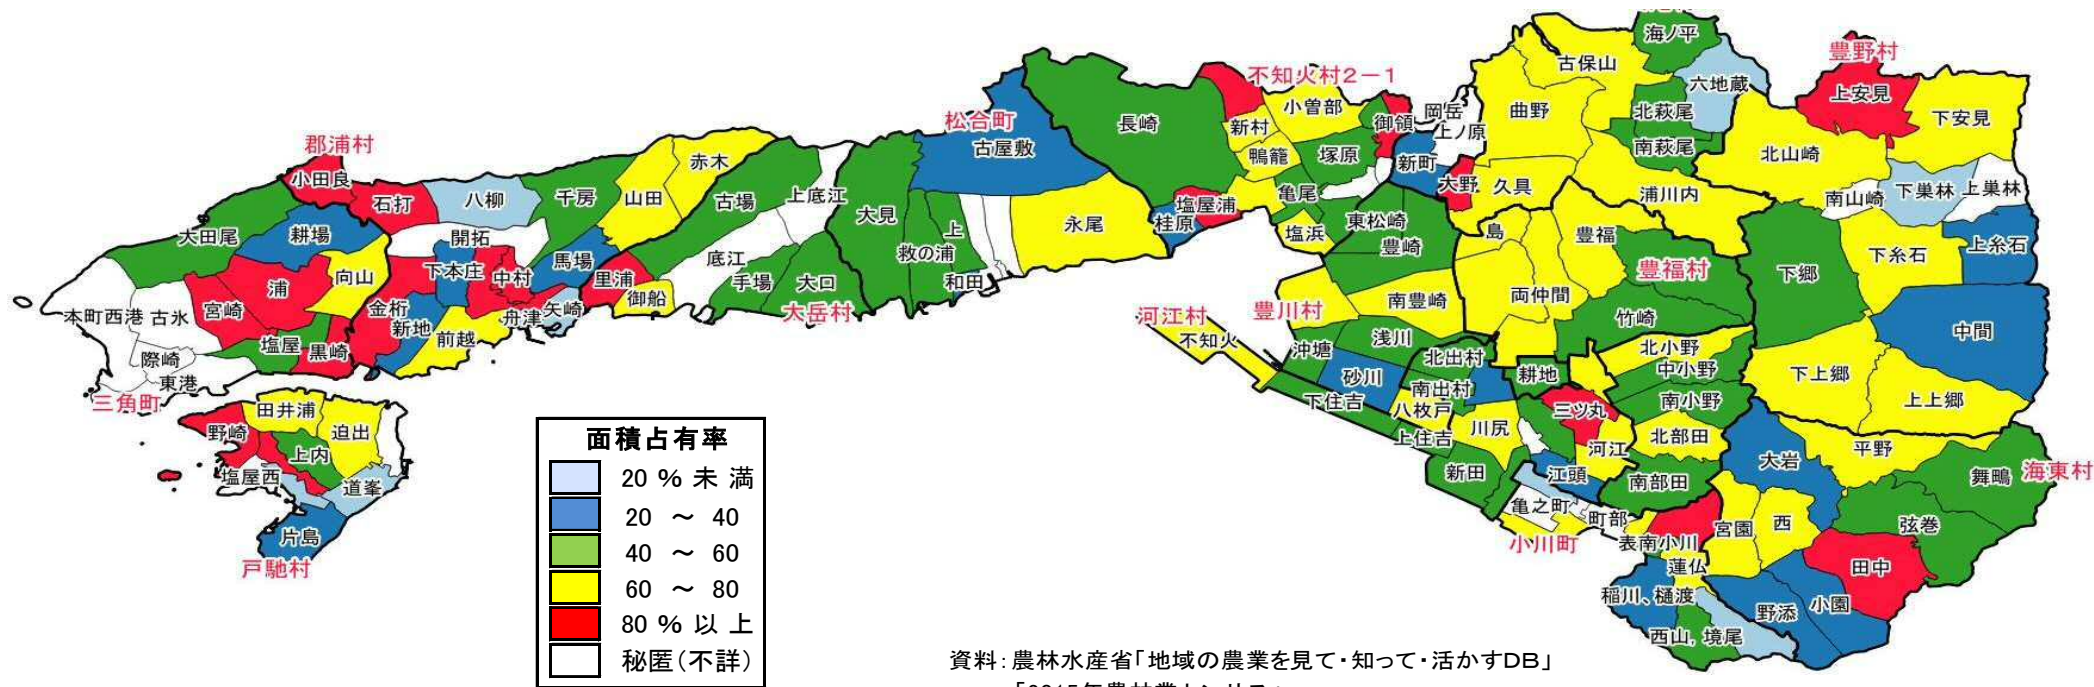 海ノ平
豊野村
古保山
六地蔵
不知火村2－1
上安見
小曽部
岡岳
曲野
北萩尾
下安見
松合町
長崎
新村
御領
上ノ原
郡浦村
古屋敷
鴨籠
塚原
新町
南萩尾
北山崎
小田良
赤木
石打
八柳
千房
山田
古場
上底江
大見
亀尾
大野
久具
浦川内
南山崎
下巣林
上巣林
塩屋浦
桂原
塩浜
東松崎
大田尾
耕場
開拓
上
永尾
島
豊福
上糸石
下糸石
向山
下本庄
中村
馬場
底江
救の浦
豊崎
下郷
豊福村
浦
里浦
手場
大口
和田
宮崎
金桁
矢崎
御船
両仲間
南豊崎
本町西港
古氷
新地
前越
舟津
大岳村
河江村
豊川村
竹崎
中間
不知火
浅川
際崎
塩屋
黒崎
沖塘
北出村
北小野
東港
砂川
耕地
中小野
下上郷
三角町
南出村
下住吉
八枚戸
三ツ丸
南小野
上上郷
田井浦
野崎
迫出
川尻
上住吉
河江
北部田
平野
上内
大岩
塩屋西
道峯
新田
江頭
南部田
舞鴫
海東村
片島
亀之町
町部
宮園
西
弦巻
戸馳村
小川町
表南小川
蓮仏
田中
稲川、樋渡
野添
小園
西山，境尾
面積占有率
20 % 未 満
20 ～ 40
40 ～ 60
60 ～ 80
80 % 以 上
秘匿(不詳)
資料：農林水産省「地域の農業を見て・知って・活かすDB」